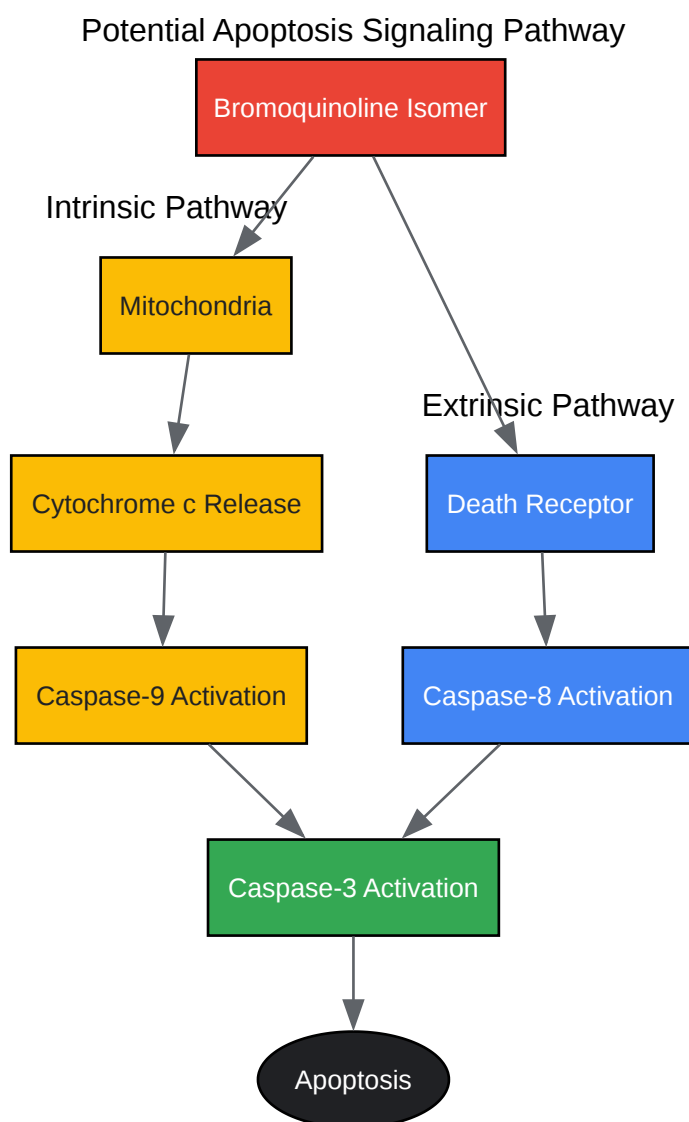 Potential Apoptosis Signaling Pathway
Bromoquinoline Isomer
Intrinsic Pathway
Mitochondria
Extrinsic Pathway
Cytochrome c Release
Death Receptor
Caspase-9 Activation
Caspase-8 Activation
Caspase-3 Activation
Apoptosis